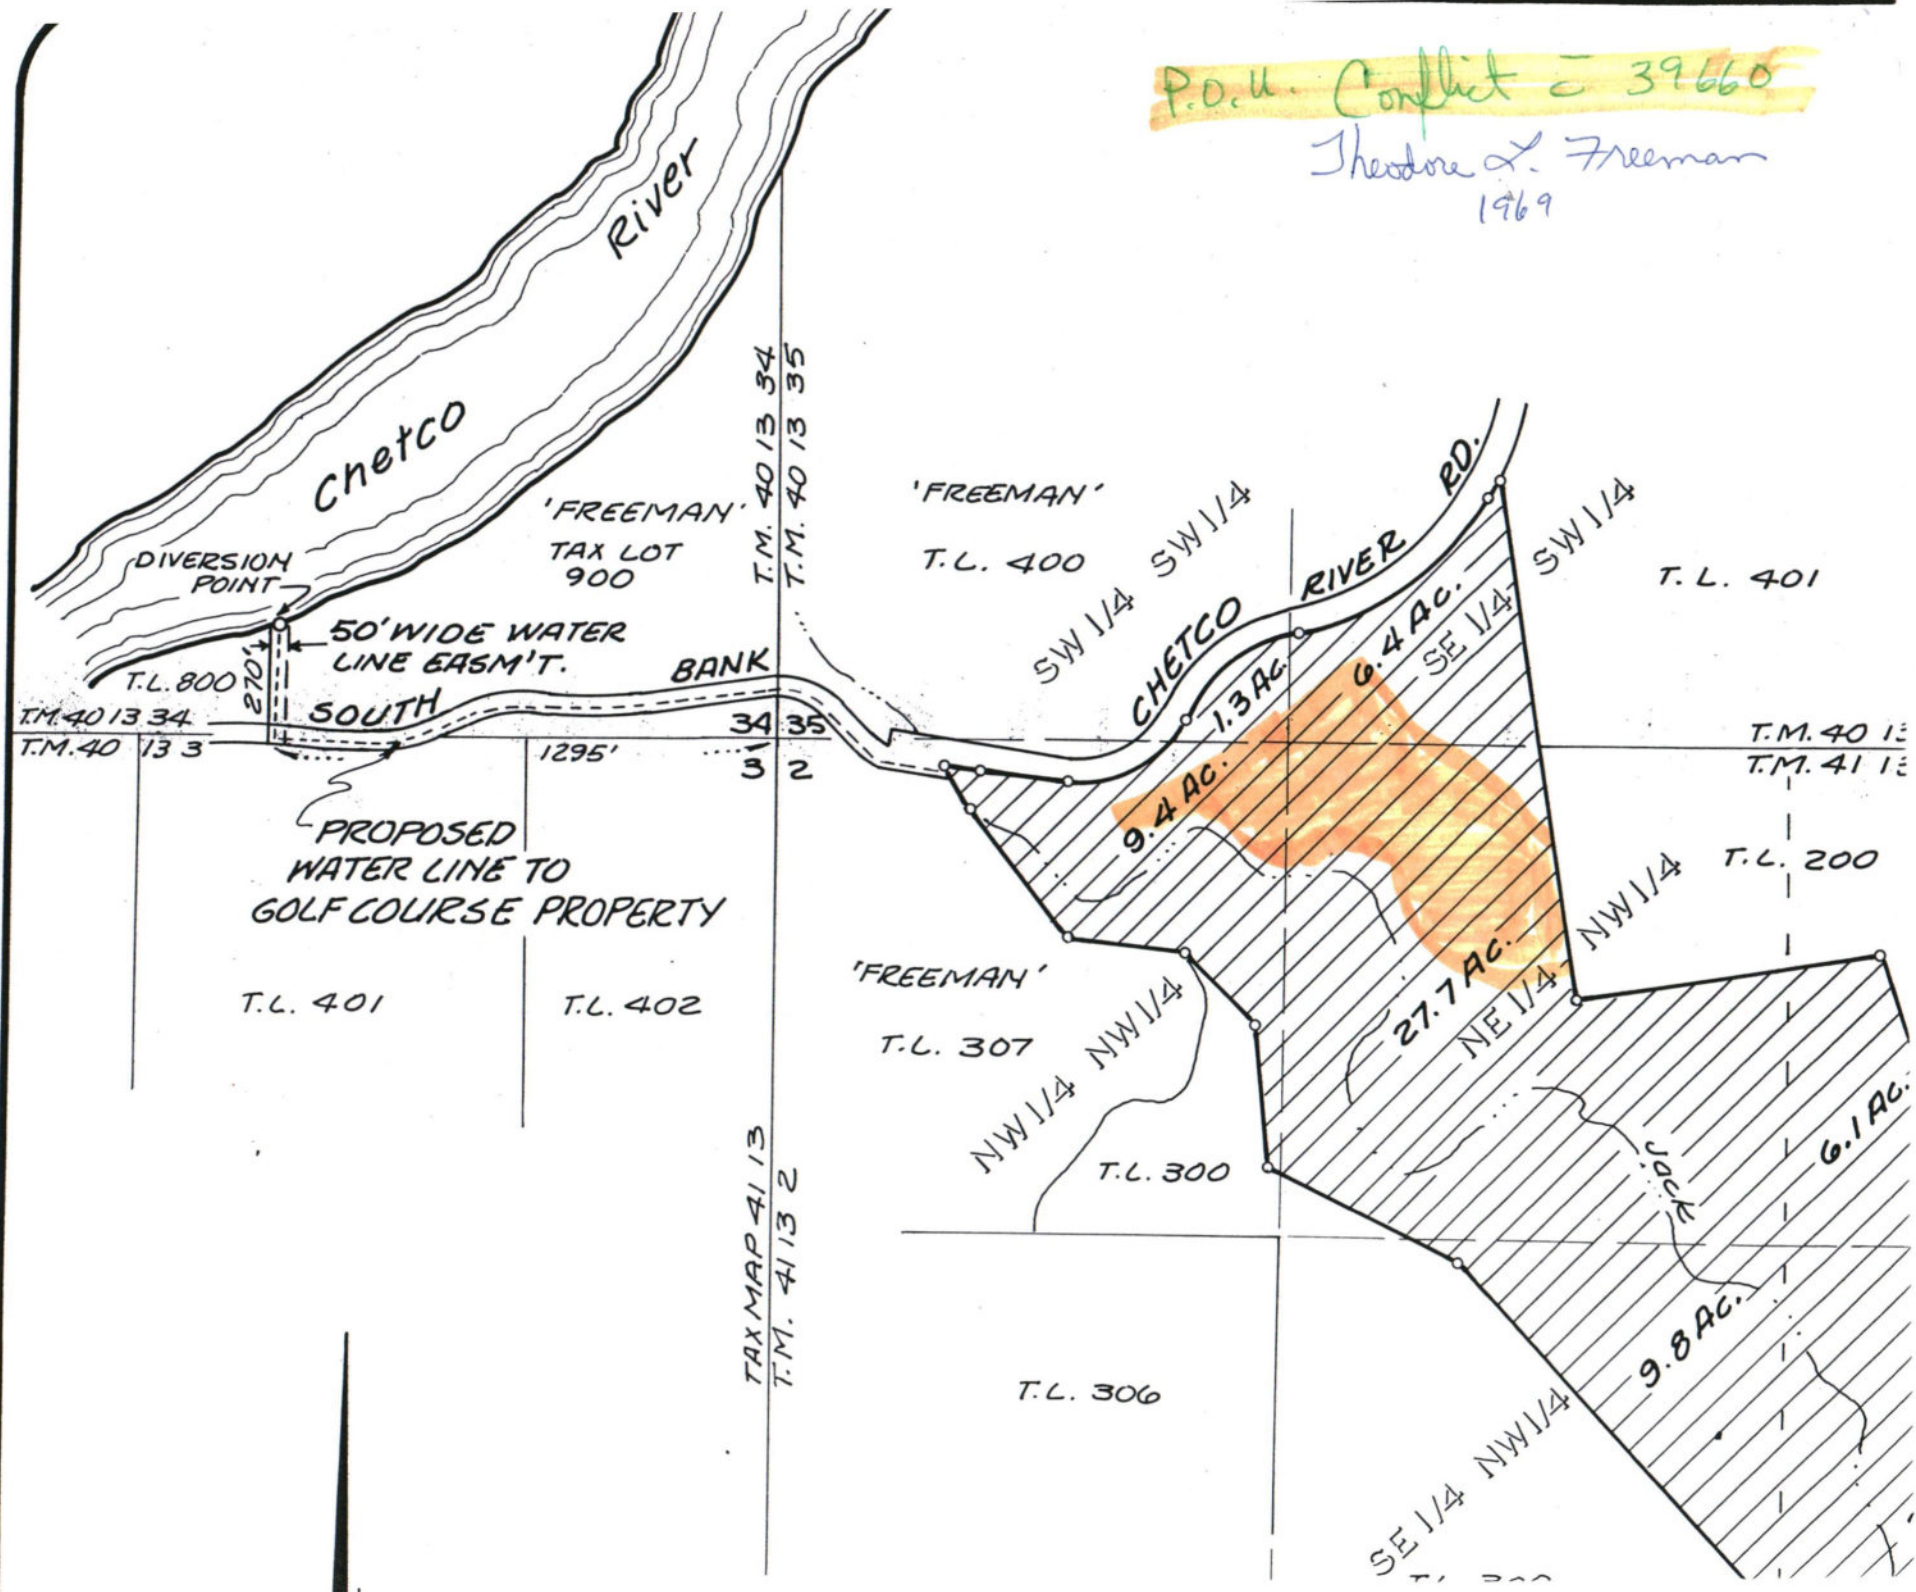 P.O.U. Conflict c̄ 39660
Theodore L. Freeman
1969
River
Chetco
T.M. 40 13 34
T.M. 40 13 35
'FREEMAN'
TAX LOT
900
'FREEMAN'
T.L. 400
SW 1/4 SW 1/4
CHETCO RIVER RD.
SE 1/4 SW 1/4
T.L. 401
DIVERSION
POINT
50' WIDE WATER
LINE EASM'T.
T.L. 800
270'
SOUTH BANK
6.4 AC.
1.3 AC.
T.M. 40 13 34
T.M. 40 13 3
34 35
3 2
1295'
T.M. 40 13
T.M. 41 13
9.4 AC.
PROPOSED
WATER LINE TO
GOLF COURSE PROPERTY
T.L. 200
T.L. 401
T.L. 402
'FREEMAN'
T.L. 307
NW 1/4 NW 1/4
27.7 AC.
NE 1/4 NW 1/4
TAX MAP 41 13
T.M. 41 13 2
T.L. 300
JACK
6.1 AC.
9.8 AC.
T.L. 306
SE 1/4 NW 1/4